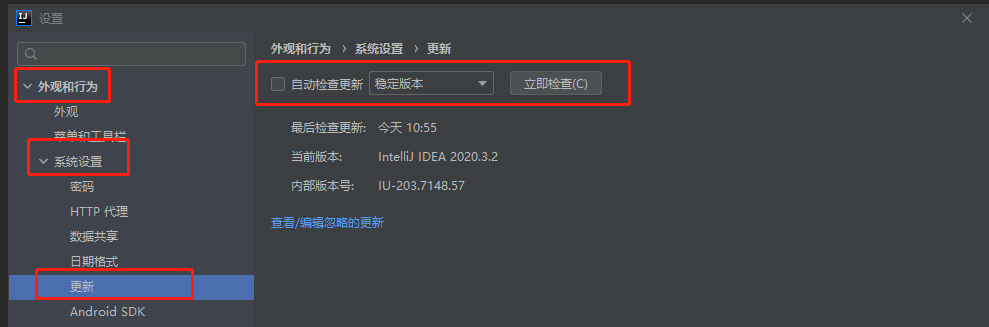 IJ 设置
外观和行为
外观
菜单和工具栏
系统设置
密码
HTTP 代理
数据共享
日期格式
更新
Android SDK
外观和行为 › 系统设置 › 更新
自动检查更新 稳定版本 立即检查(C)
最后检查更新: 今天 10:55
当前版本: IntelliJ IDEA 2020.3.2
内部版本号: IU-203.7148.57
查看/编辑忽略的更新